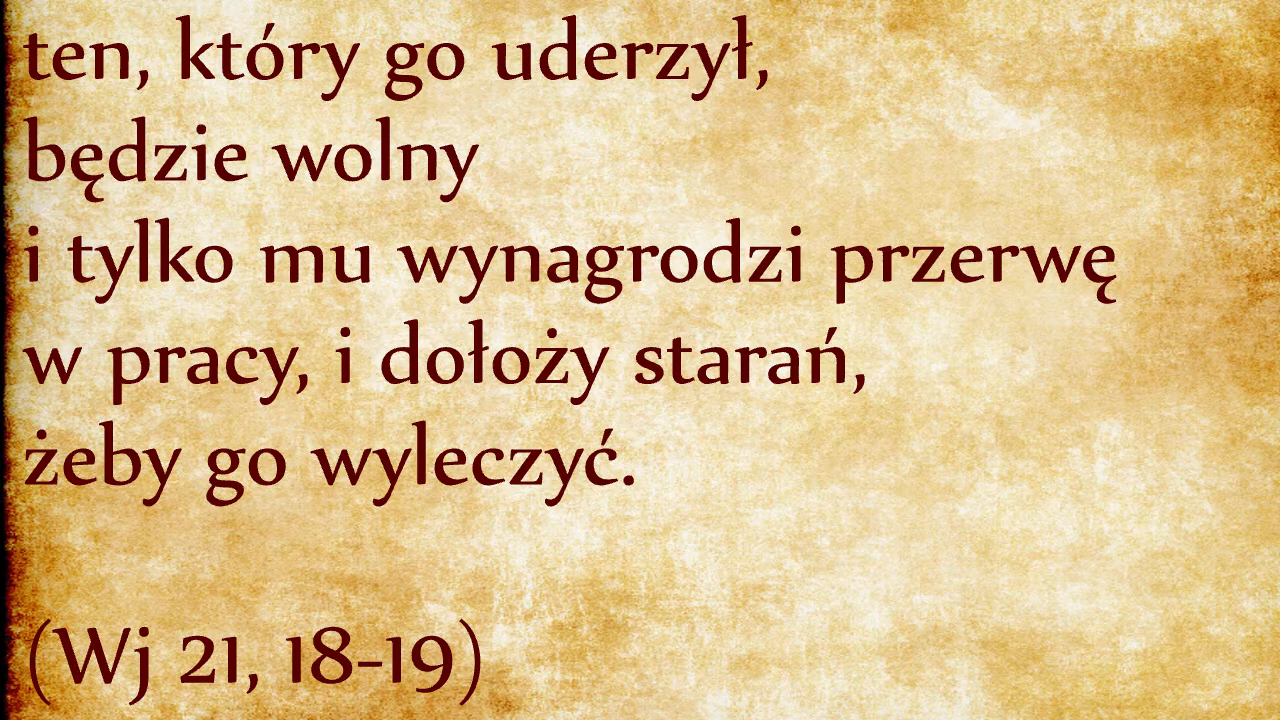 ten, który go uderzył,
będzie wolny
i tylko mu wynagrodzi przerwę
w pracy, i dołoży starań,
żeby go wyleczyć.
(Wj 21, 18-19)